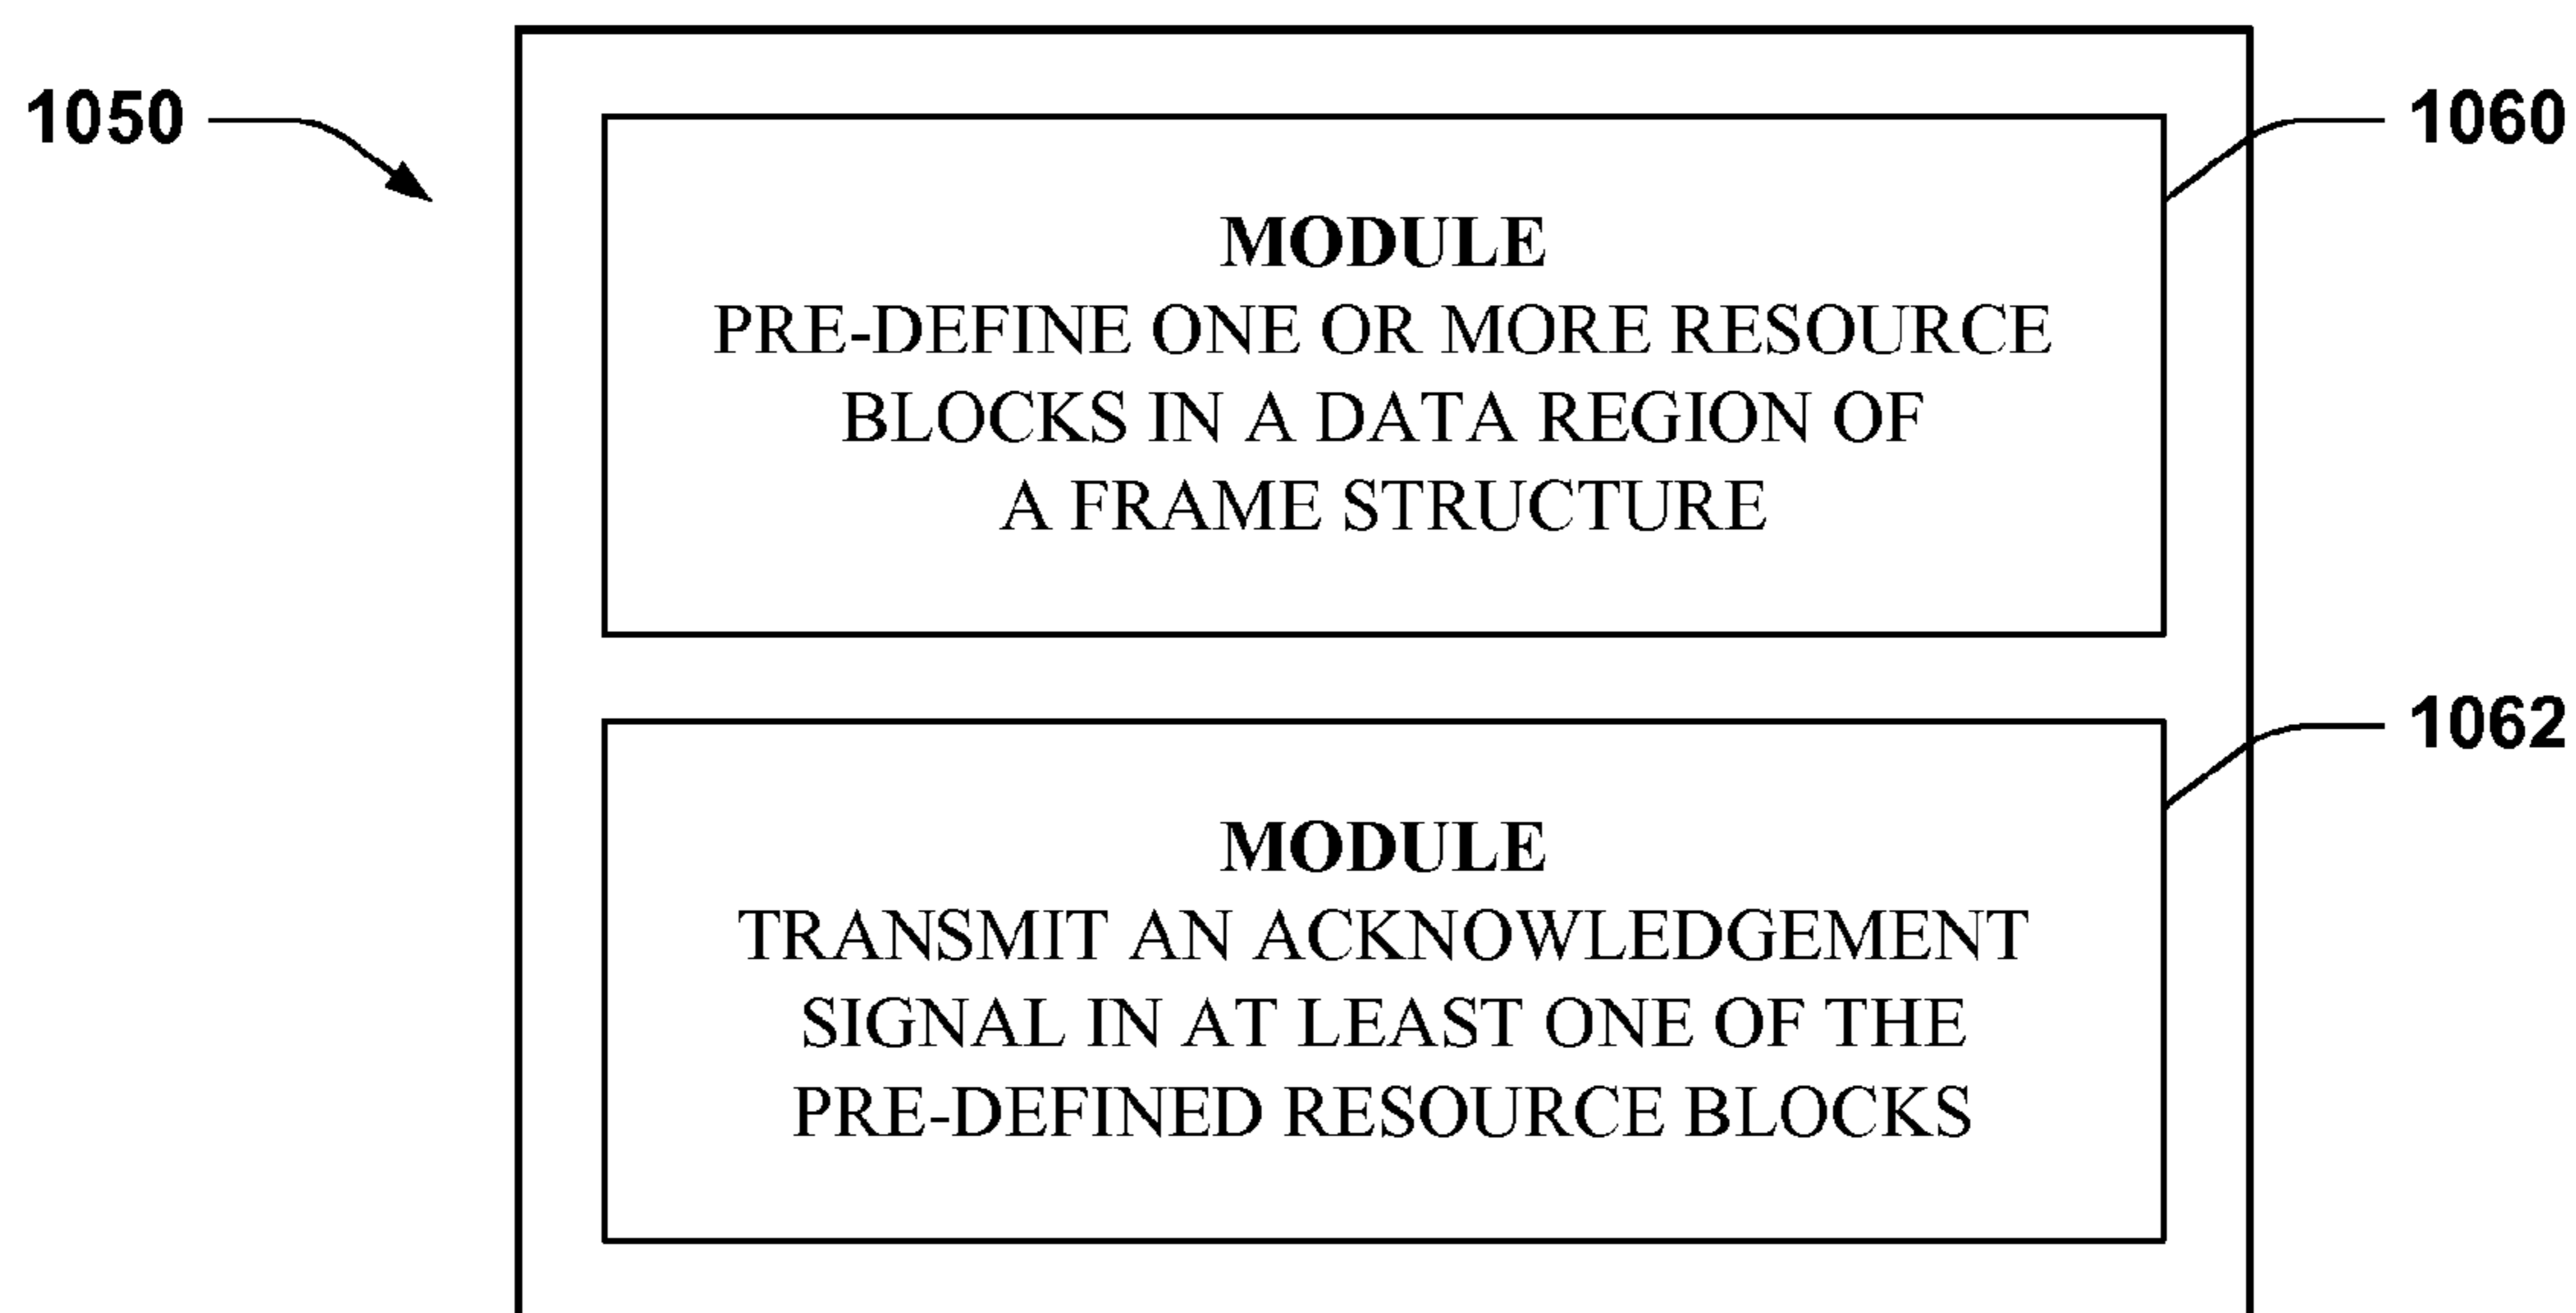 1050
1060
MODULE
PRE-DEFINE ONE OR MORE RESOURCE
BLOCKS IN A DATA REGION OF
A FRAME STRUCTURE
1062
MODULE
TRANSMIT AN ACKNOWLEDGEMENT
SIGNAL IN AT LEAST ONE OF THE
PRE-DEFINED RESOURCE BLOCKS